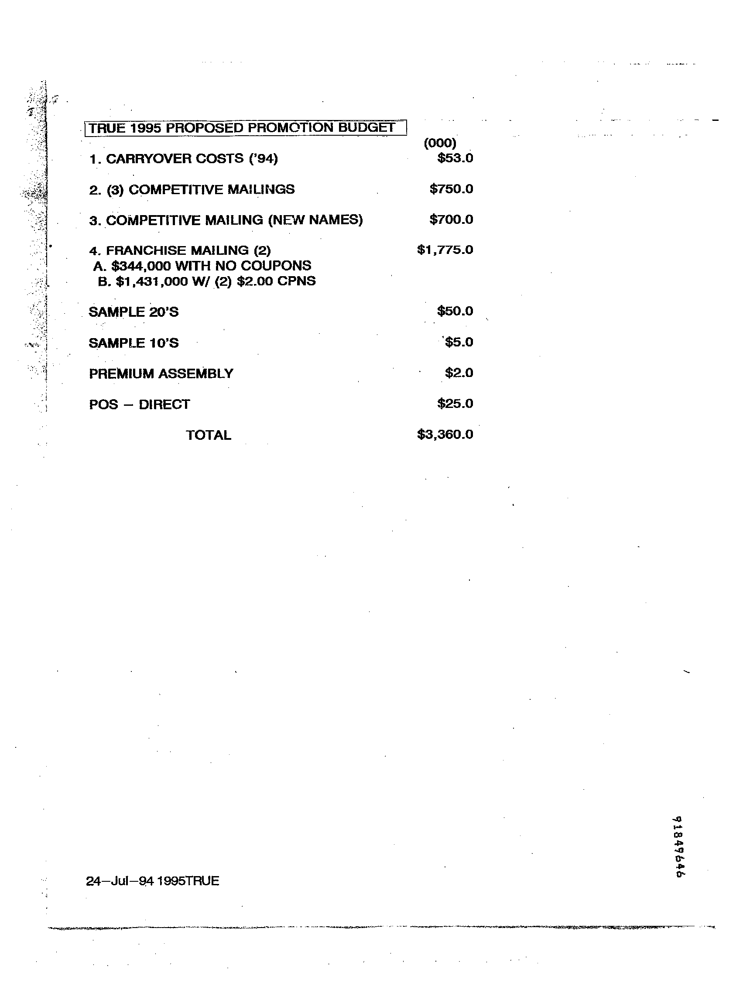 TRUE 1995 PROPOSED PROMOTION BUDGET
(000)
1. CARRYOVER COSTS ('94) $53.0
2. (3) COMPETITIVE MAILINGS $750.0
3. COMPETITIVE MAILING (NEW NAMES) $700.0
4. FRANCHISE MAILING (2) $1,775.0
A. $344,000 WITH NO COUPONS
B. $1,431,000 W/ (2) $2.00 CPNS
SAMPLE 20'S $50.0
SAMPLE 10'S $5.0
PREMIUM ASSEMBLY $2.0
POS — DIRECT $25.0
TOTAL $3,360.0
91849646
24—Jul—94 1995TRUE